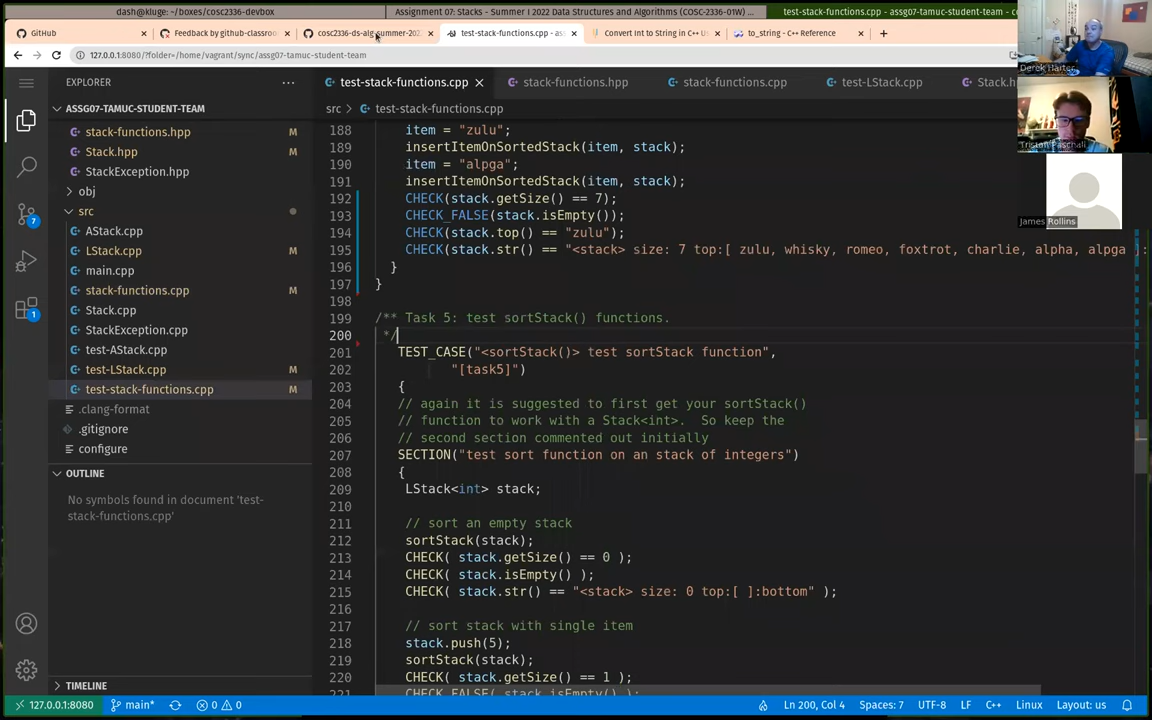 dash@kluge: ~/boxes/cosc2336-devbox
Assignment 07: Stacks - Summer I 2022 Data Structures and Algorithms (COSC-2336-01W)
test-stack-functions.cpp - assg07-tamuc-student-team -
GitHub
Feedback by github-classroo
cosc2336-ds-alg-summer-202
test-stack-functions.cpp - as
Convert Int to String in C++ U
to_string - C++ Reference
127.0.0.1:8080/?folder=/home/vagrant/sync/assg07-tamuc-student-team
EXPLORER
test-stack-functions.cpp
stack-functions.hpp
stack-functions.cpp
test-LStack.cpp
Stack.h
ASSG07-TAMUC-STUDENT-TEAM
src > test-stack-functions.cpp
stack-functions.hpp M
Stack.hpp M
StackException.hpp
obj
src
AStack.cpp
LStack.cpp M
main.cpp
stack-functions.cpp M
Stack.cpp
StackException.cpp
test-AStack.cpp
test-LStack.cpp M
test-stack-functions.cpp M
.clang-format
.gitignore
configure
OUTLINE
No symbols found in document 'test-
stack-functions.cpp'
TIMELINE
188 item = "zulu";
189 insertItemOnSortedStack(item, stack);
190 item = "alpga";
191 insertItemOnSortedStack(item, stack);
192 CHECK(stack.getSize() == 7);
193 CHECK_FALSE(stack.isEmpty());
194 CHECK(stack.top() == "zulu");
195 CHECK(stack.str() == "<stack> size: 7 top:[ zulu, whisky, romeo, foxtrot, charlie, alpha, alpga ]:
196 }
197 }
198
199 /** Task 5: test sortStack() functions.
200 */
201 TEST_CASE("<sortStack()> test sortStack function",
202 "[task5]")
203 {
204 // again it is suggested to first get your sortStack()
205 // function to work with a Stack<int>.  So keep the
206 // second section commented out initially
207 SECTION("test sort function on an stack of integers")
208 {
209 LStack<int> stack;
210
211 // sort an empty stack
212 sortStack(stack);
213 CHECK( stack.getSize() == 0 );
214 CHECK( stack.isEmpty() );
215 CHECK( stack.str() == "<stack> size: 0 top:[ ]:bottom" );
216
217 // sort stack with single item
218 stack.push(5);
219 sortStack(stack);
220 CHECK( stack.getSize() == 1 );
221 CHECK_FALSE( stack.isEmpty() );
Derek Harter
Tristan Paschall
James Rollins
7
1
127.0.0.1:8080
main*
0 0
Ln 200, Col 4
Spaces: 7
UTF-8
LF
C++
Linux
Layout: us